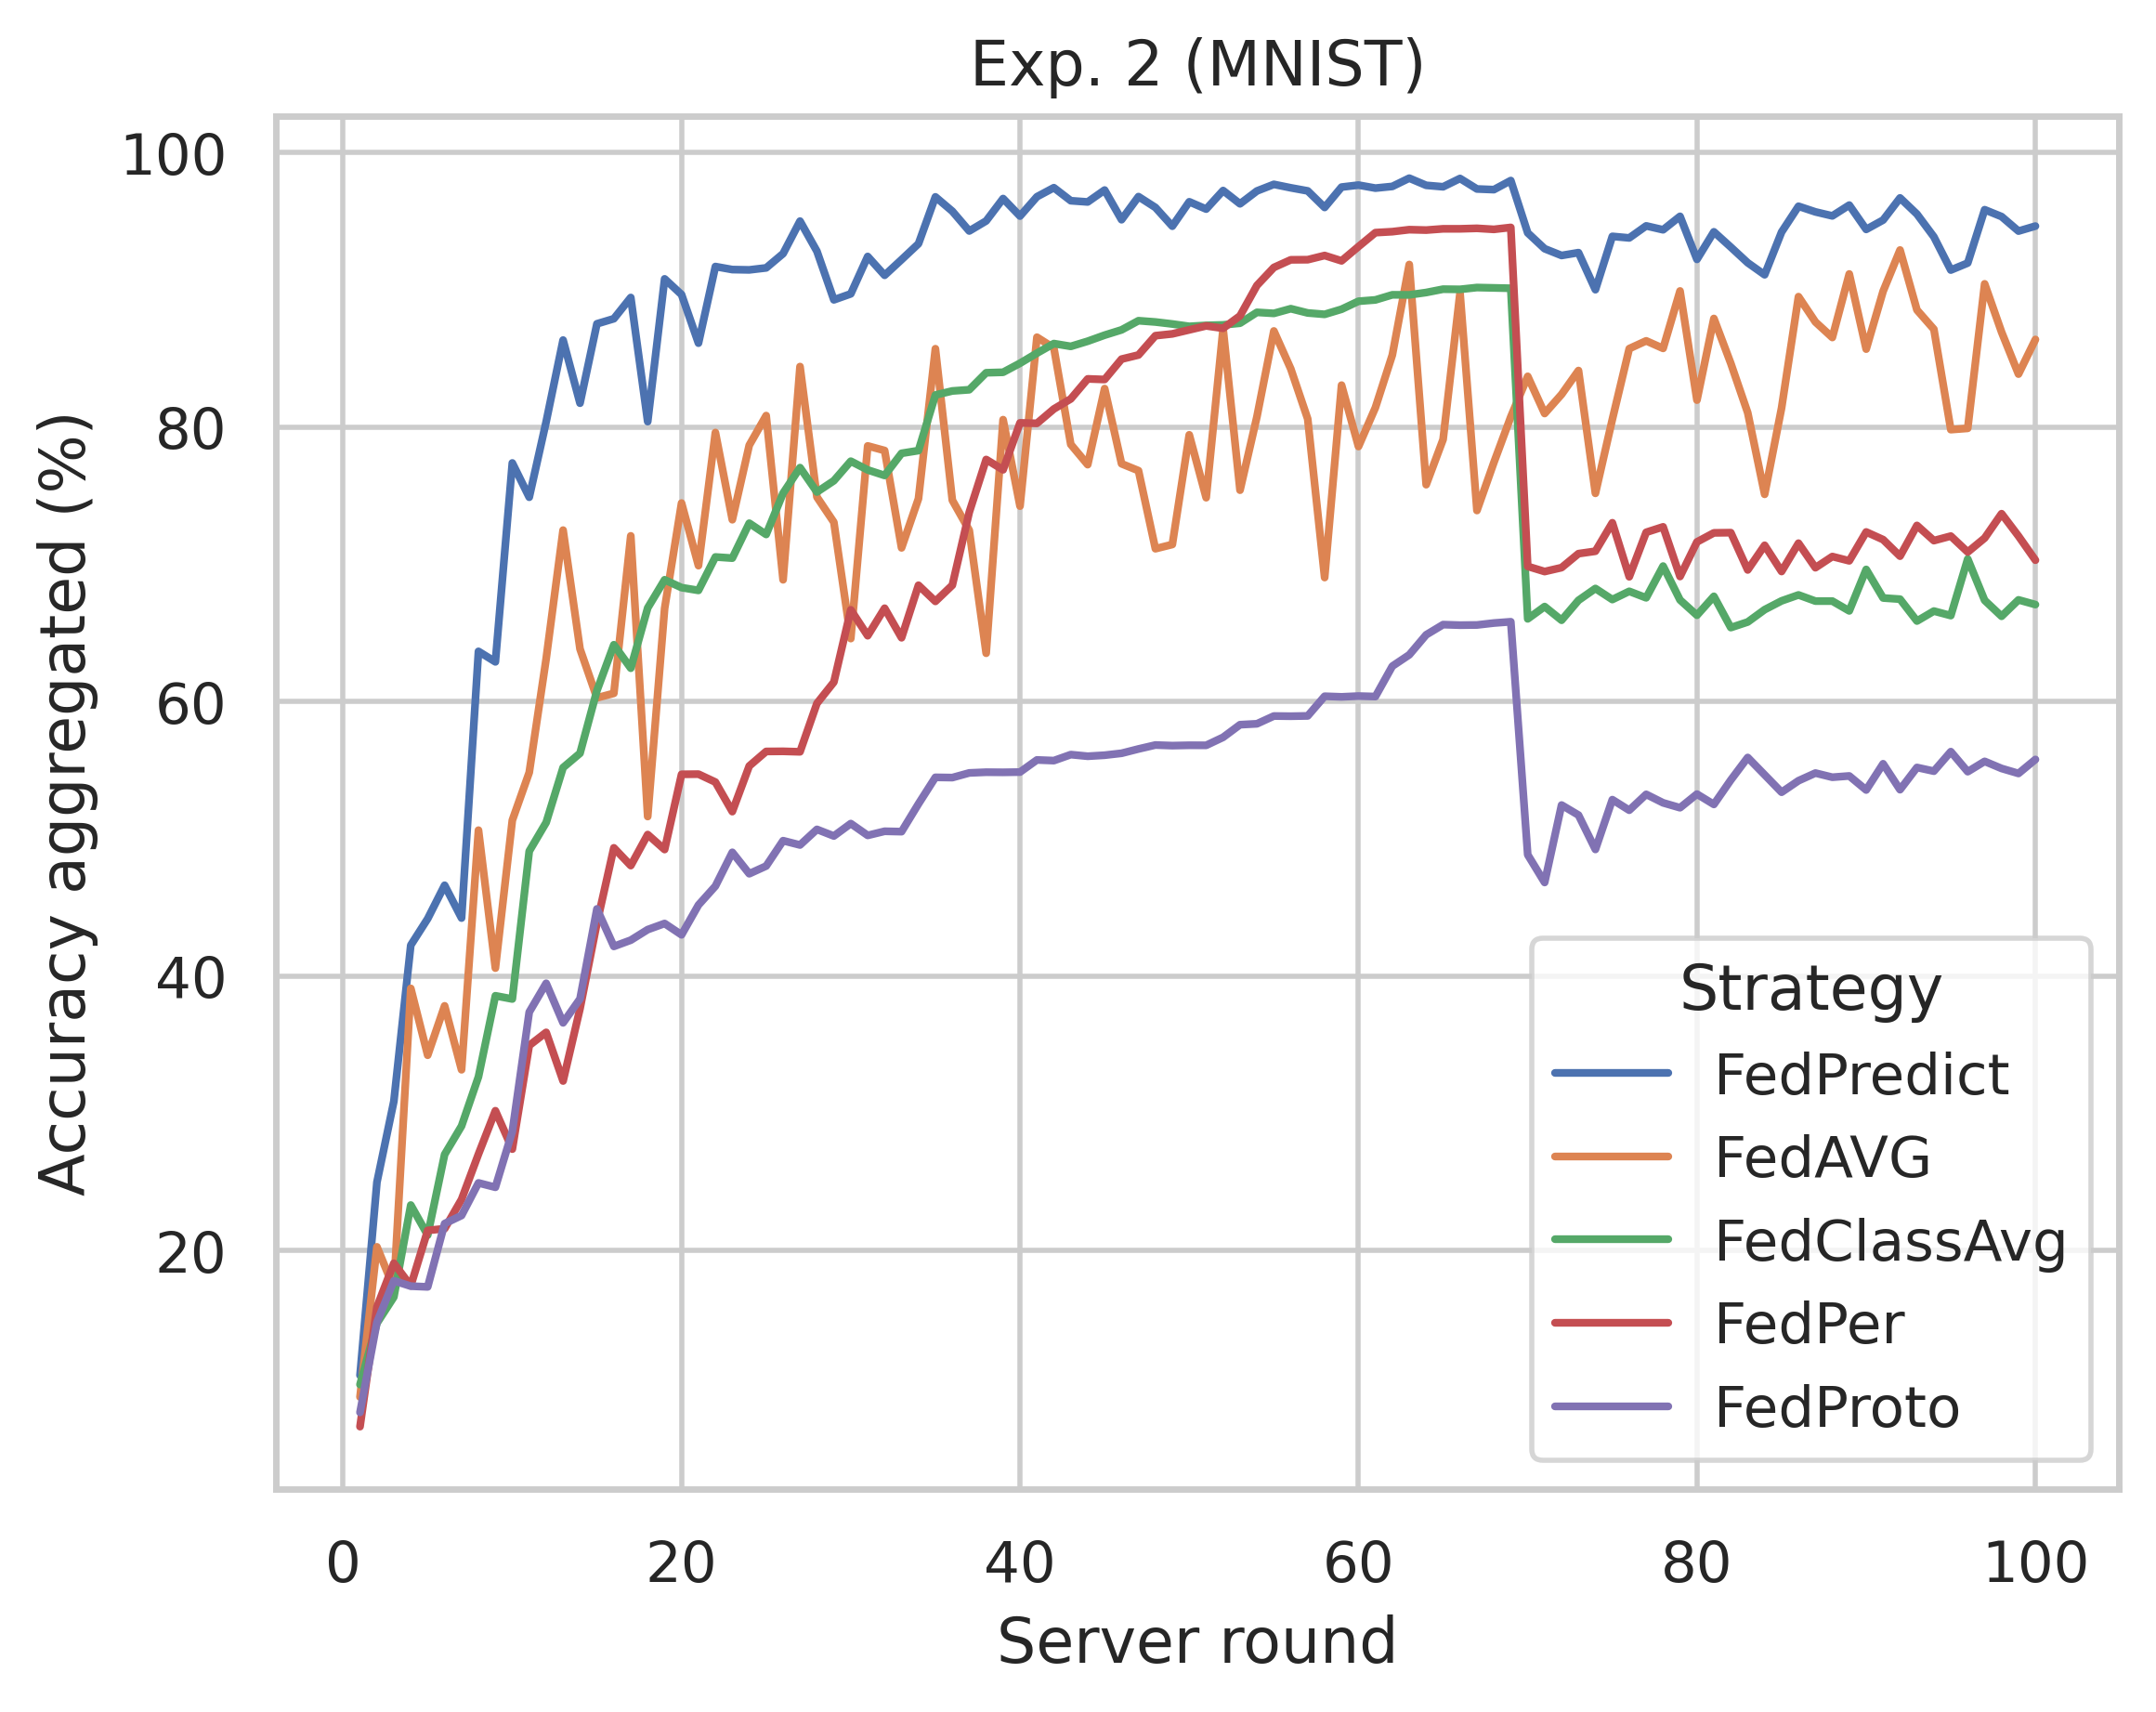 Exp. 2 (MNIST)
Accuracy aggregated (%)
100
80
60
40
20
0 20 40 60 80 100
Server round
Strategy
FedPredict
FedAVG
FedClassAvg
FedPer
FedProto